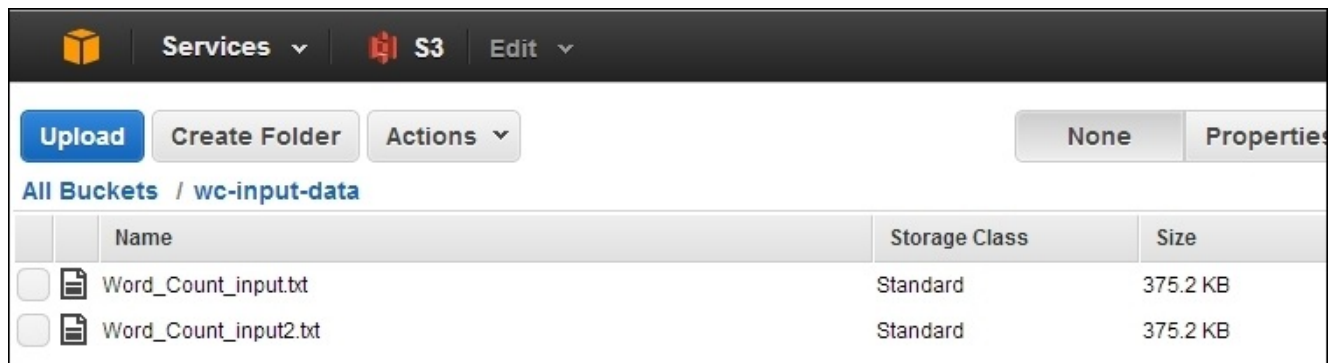 Services S3 Edit
Upload Create Folder Actions None Properties
All Buckets / wc-input-data
Name Storage Class Size
Word_Count_input.txt Standard 375.2 KB
Word_Count_input2.txt Standard 375.2 KB